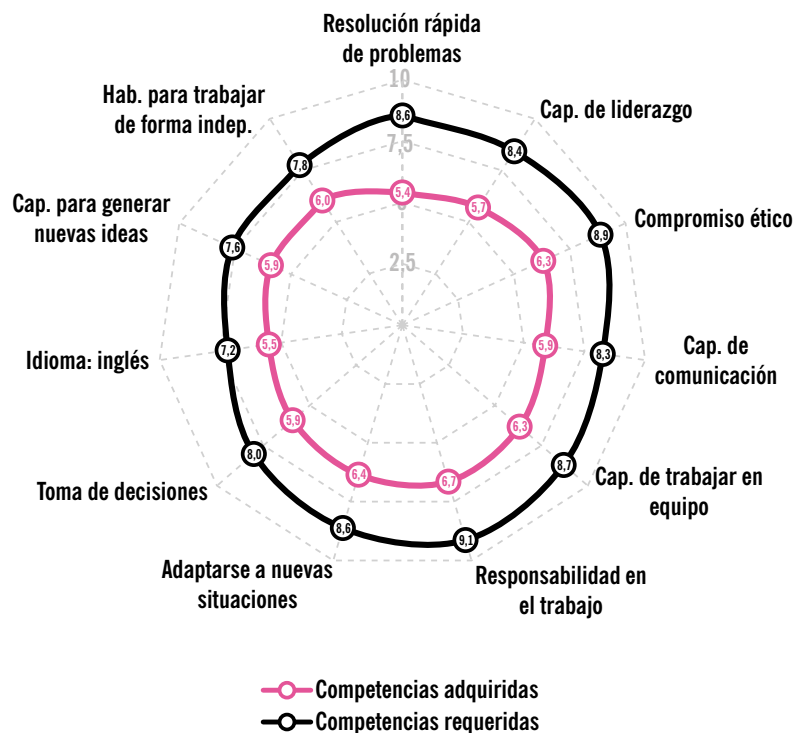 Resolución rápida
de problemas
10
Hab. para trabajar
de forma indep.
Cap. de liderazgo
8,6
7,5
8,4
7,8
6,0
5,4
5,7
5
Cap. para generar
nuevas ideas
Compromiso ético
7,6
8,9
5,9
6,3
2,5
Idioma: inglés
7,2
5,5
5,9
8,3
Cap. de
comunicación
5,9
6,3
8,0
8,7
Toma de decisiones
Cap. de trabajar en
equipo
6,4
6,7
8,6
9,1
Adaptarse a nuevas
situaciones
Responsabilidad en
el trabajo
Competencias adquiridas
Competencias requeridas